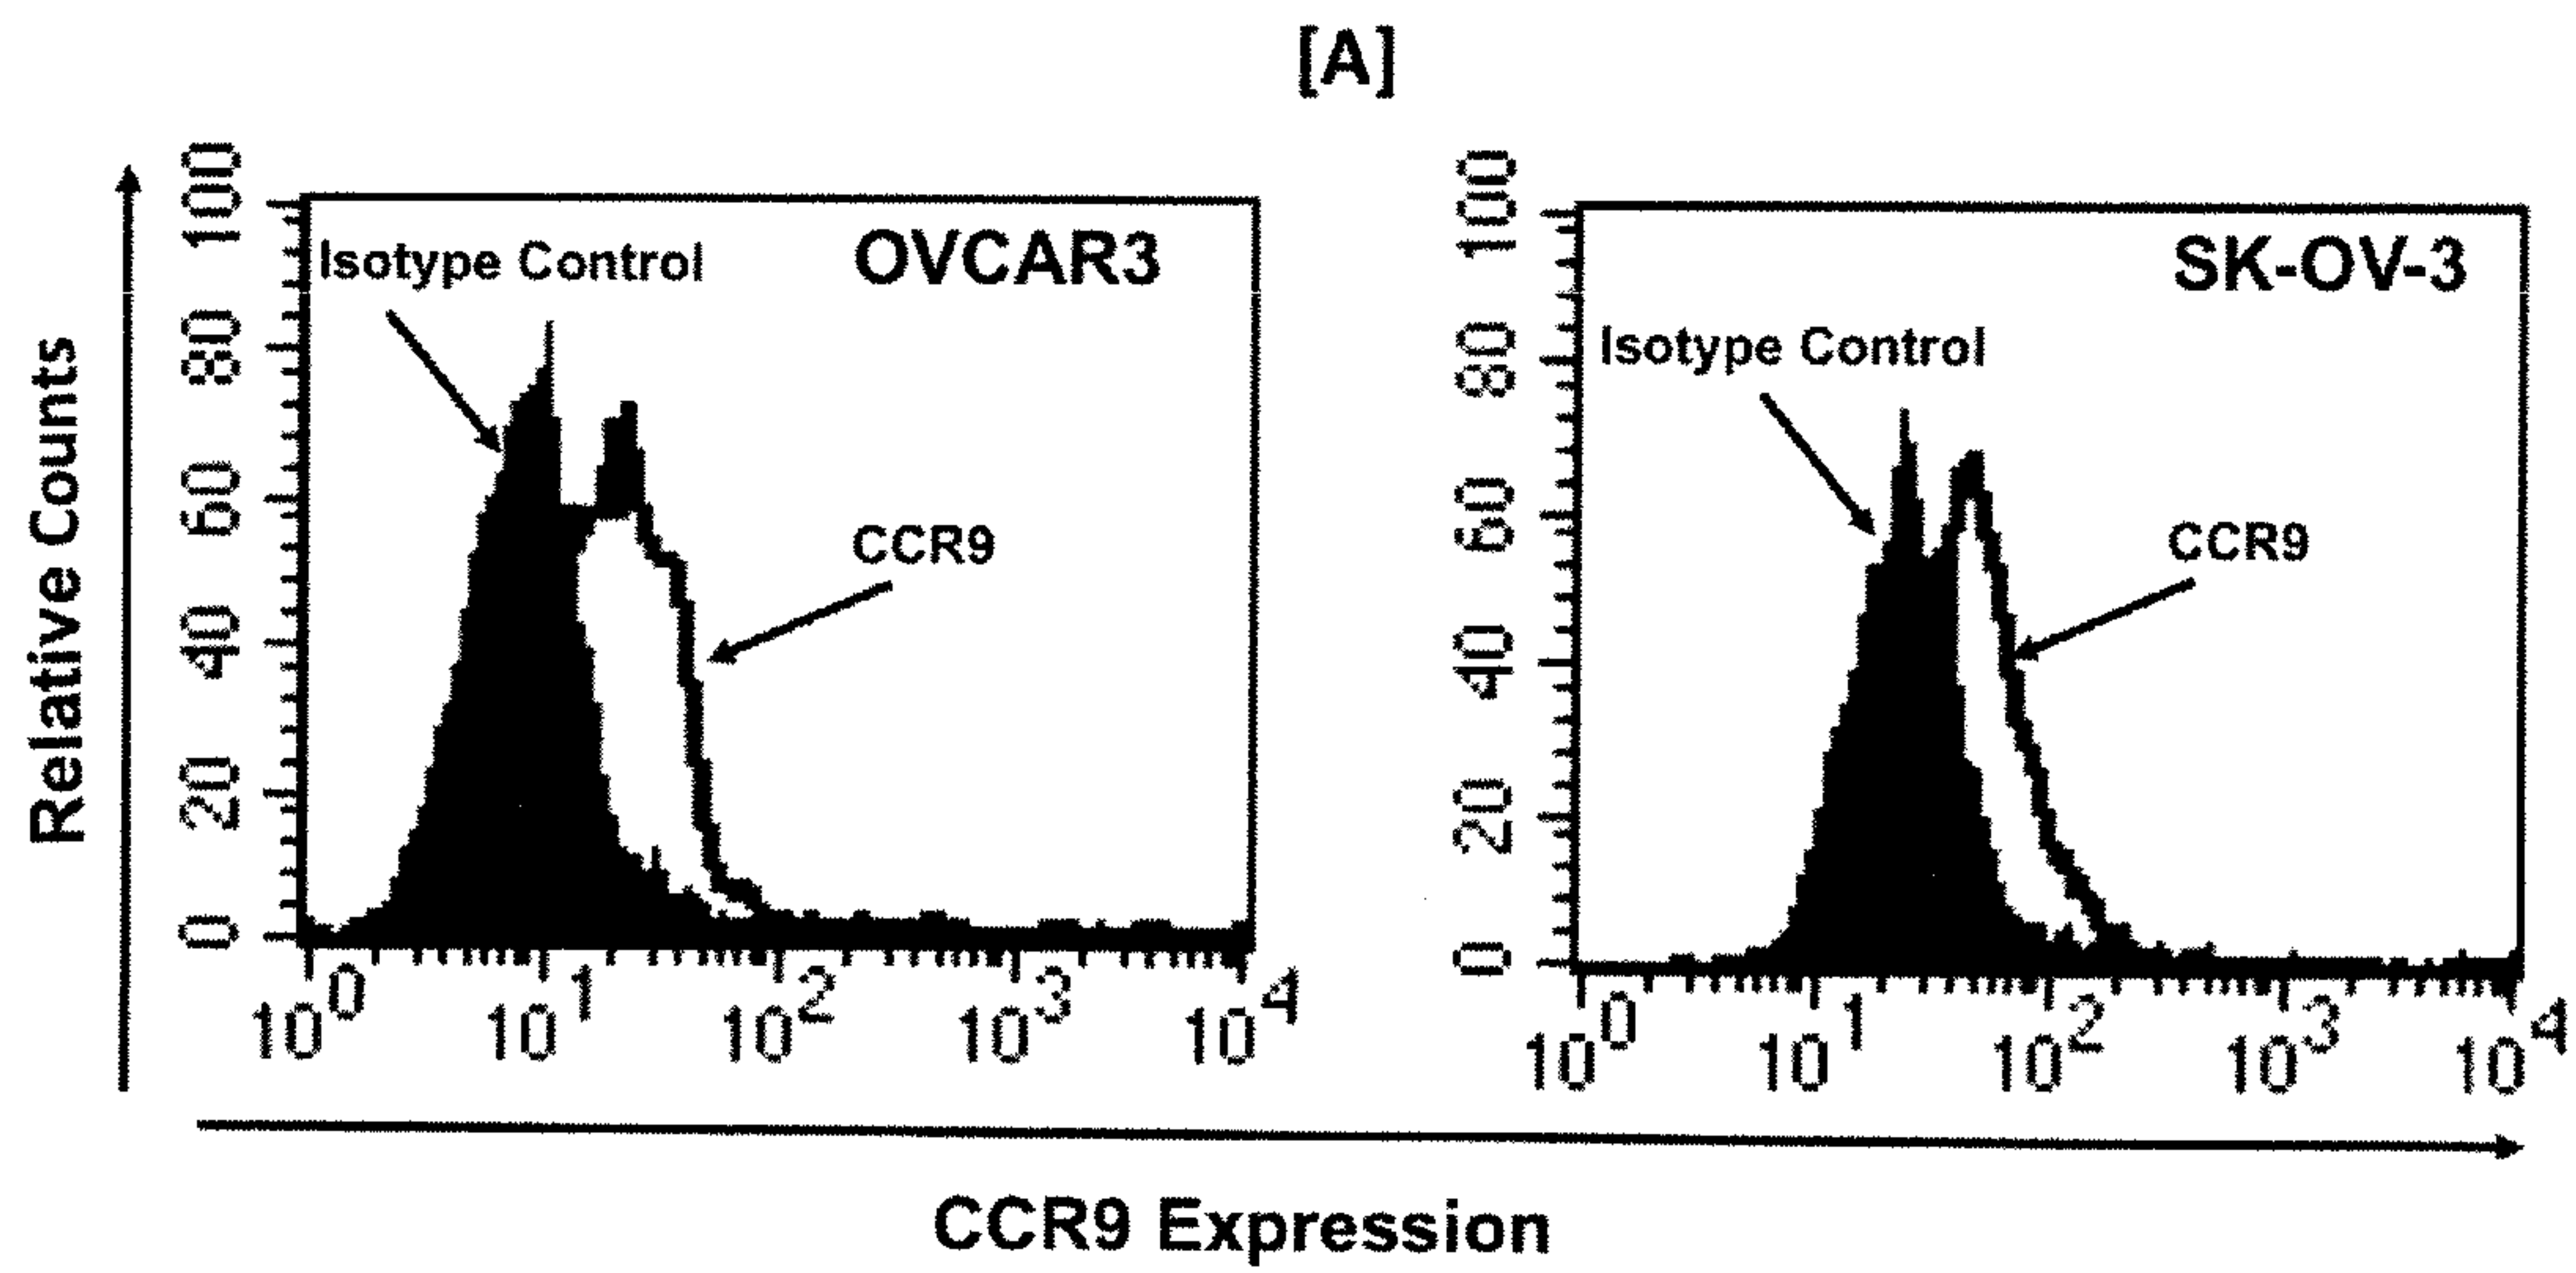 [A]
Relative Counts
100
80
60
40
20
0
Isotype Control
OVCAR3
CCR9
10^0 10^1 10^2 10^3 10^4
100
80
60
40
20
0
SK-OV-3
Isotype Control
CCR9
10^0 10^1 10^2 10^3 10^4
CCR9 Expression